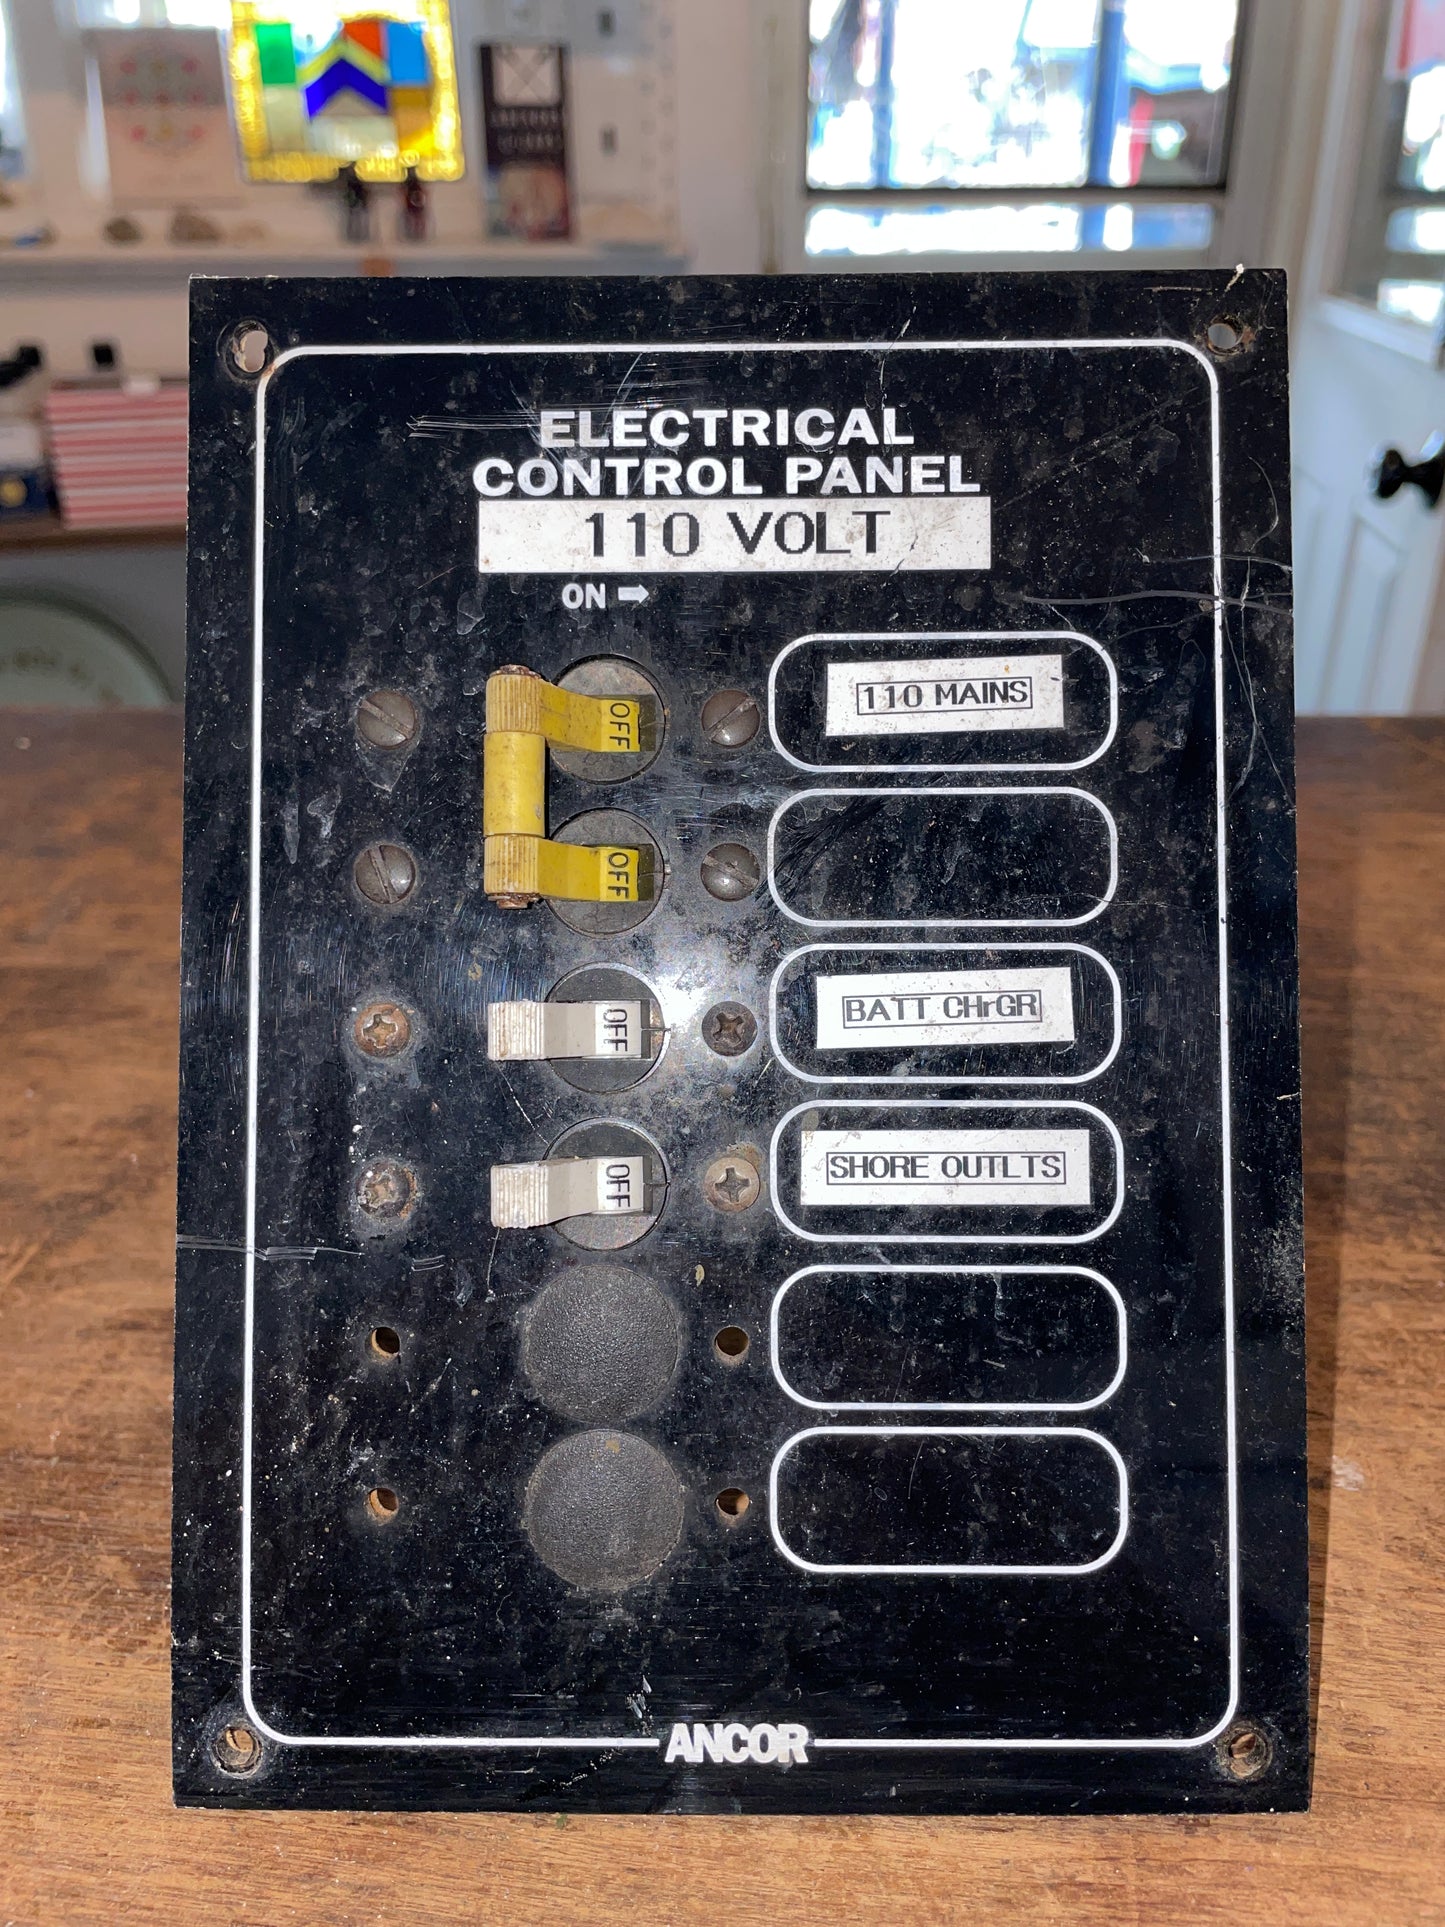 ELECTRICAL
CONTROL PANEL
110 VOLT
ON ➡
OFF
110 MAINS
OFF
OFF
BATT CHrGR
OFF
SHORE OUTLTS
ANCOR